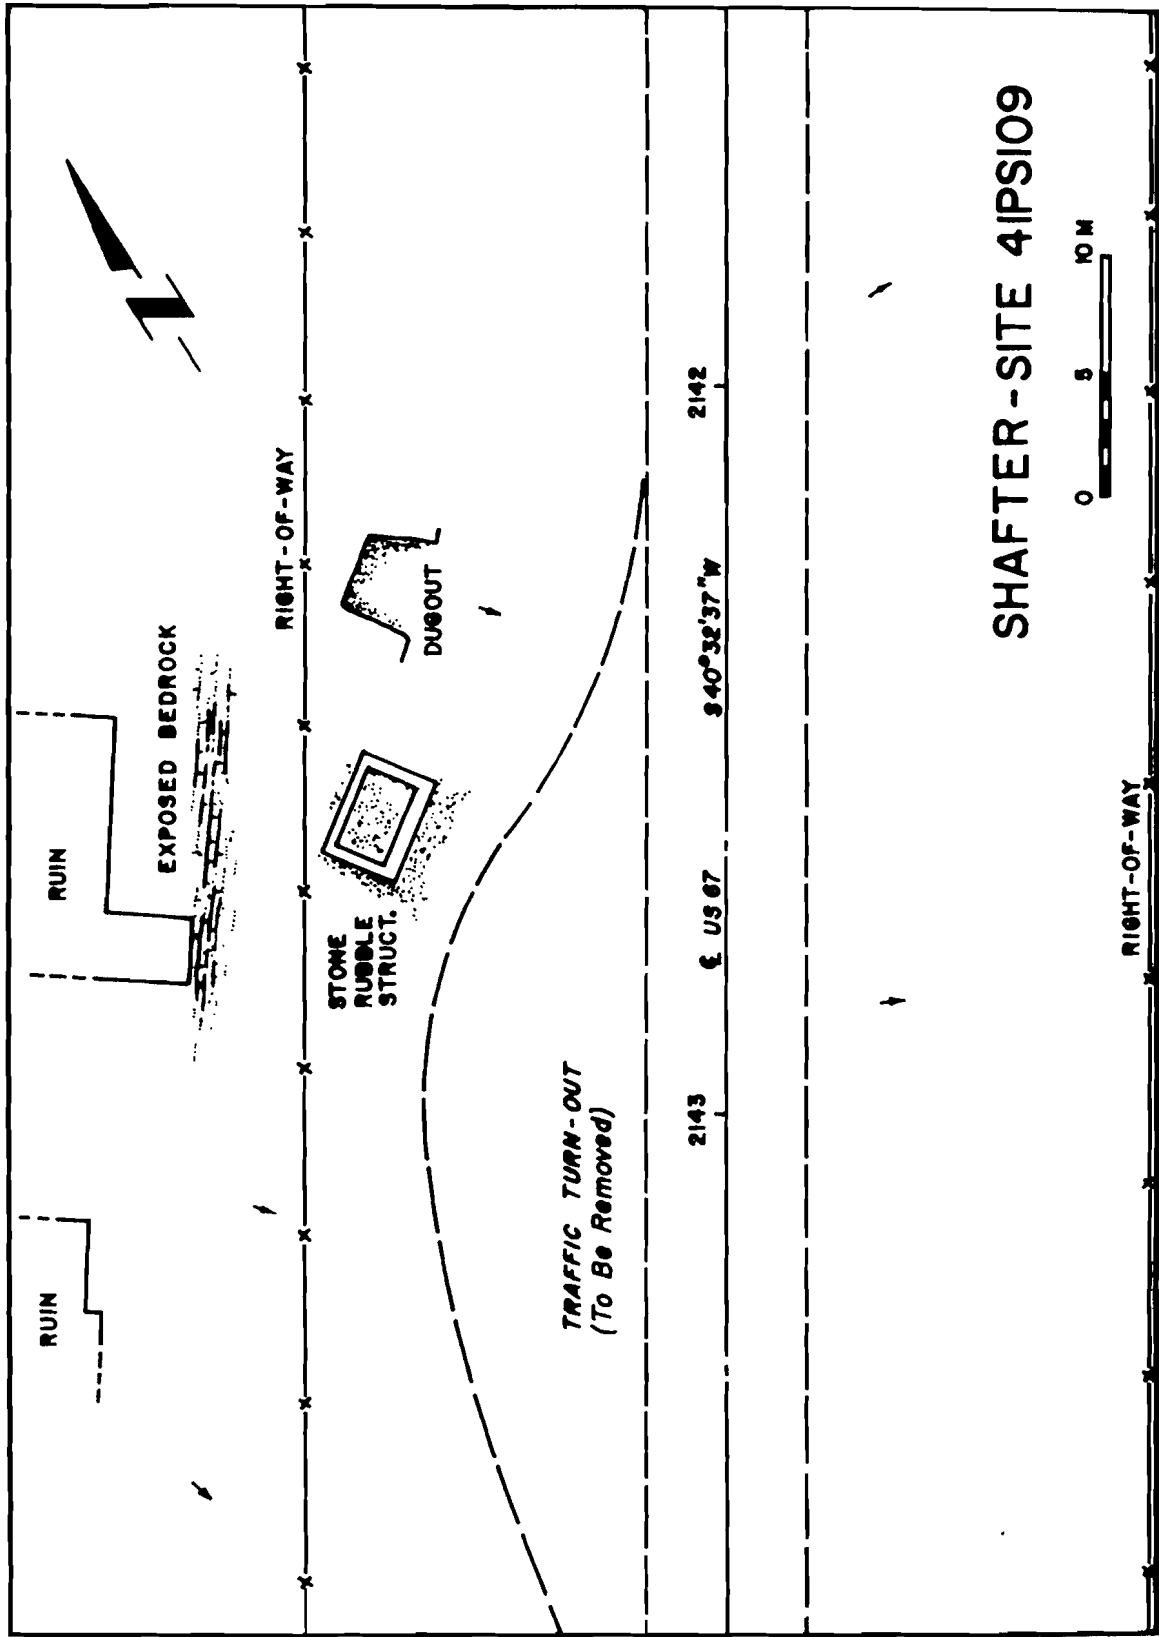 RUIN
RUIN
EXPOSED BEDROCK
RIGHT-OF-WAY
STONE
RUBBLE
STRUCT.
DUGOUT
TRAFFIC TURN-OUT
(To Be Removed)
2143
2142
℄ US 67
S40°32'37"W
SHAFTER-SITE 41PS109
0 5 10 M
RIGHT-OF-WAY